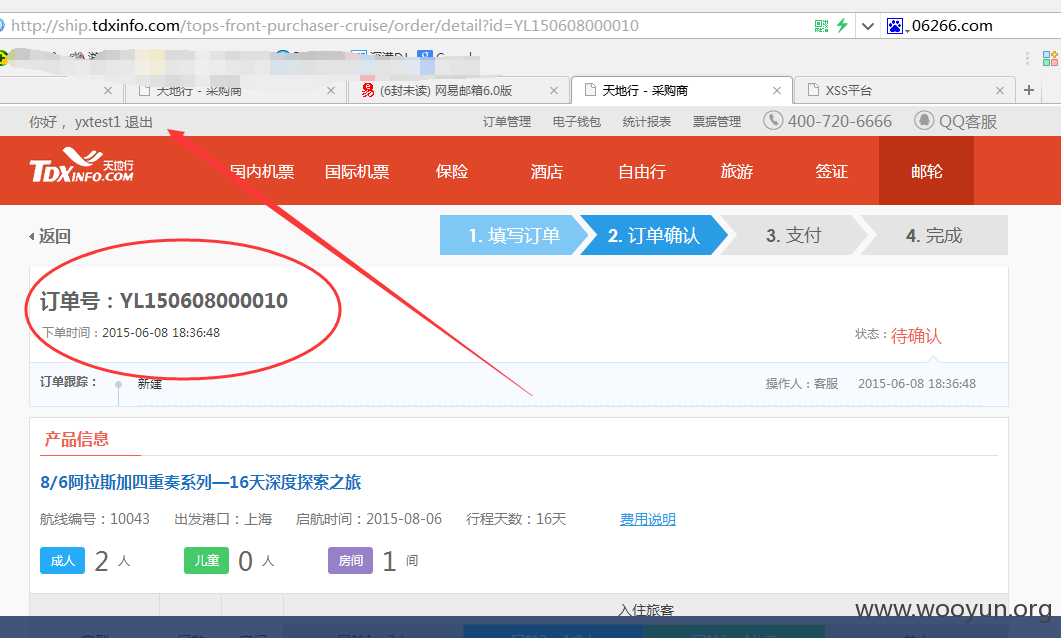 http://ship.tdxinfo.com/tops-front-purchaser-cruise/order/detail?id=YL150608000010
.06266.com
天地行 - 采购商
(6封未读) 网易邮箱6.0版
天地行 - 采购商
XSS平台
你好， yxtest1 退出
订单管理 电子钱包 统计报表 票据管理 400-720-6666 QQ客服
TDXINFO.COM 天地行
国内机票 国际机票 保险 酒店 自由行 旅游 签证 邮轮
返回
1. 填写订单 2. 订单确认 3. 支付 4. 完成
订单号：YL150608000010
下单时间：2015-06-08 18:36:48
状态：待确认
订单跟踪： 新建 操作人：客服 2015-06-08 18:36:48
产品信息
8/6阿拉斯加四重奏系列—16天深度探索之旅
航线编号：10043 出发港口：上海 启航时间：2015-08-06 行程天数：16天 费用说明
成人 2 人 儿童 0 人 房间 1 间
入住旅客
www.wooyun.org